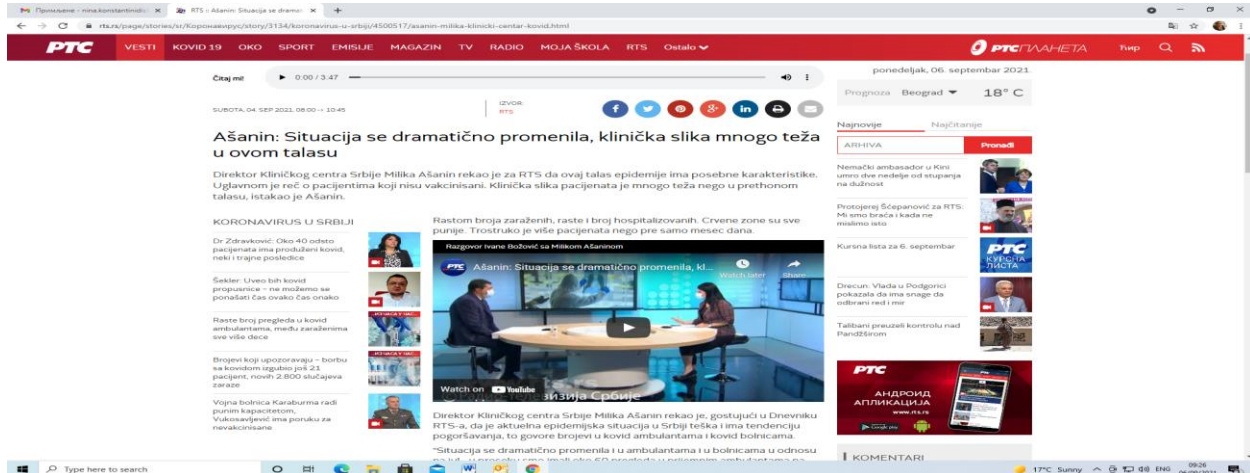 Примљене - nina.konstantinidis
RTS :: Ašanin: Situacija se dramat
rts.rs/page/stories/sr/Коронавирус/story/3134/koronavirus-u-srbiji/4500517/asanin-milika-klinicki-centar-kovid.html
РТС VESTI KOVID 19 OKO SPORT EMISIJE MAGAZIN TV RADIO MOJA ŠKOLA RTS Ostalo РТС ПЛАНЕТА Ћир
Čitaj mi! 0:00 / 3:47
SUBOTA, 04. SEP 2021, 08:00 -> 10:45
IZVOR
RTS
Ašanin: Situacija se dramatično promenila, klinička slika mnogo teža
u ovom talasu
Direktor Kliničkog centra Srbije Milika Ašanin rekao je za RTS da ovaj talas epidemije ima posebne karakteristike.
Uglavnom je reč o pacijentima koji nisu vakcinisani. Klinička slika pacijenata je mnogo teža nego u prethonom
talasu, istakao je Ašanin.
KORONAVIRUS U SRBIJI
Dr Zdravković: Oko 40 odsto
pacijenata ima produženi kovid,
neki i trajne posledice
Šekler: Uveo bih kovid
propusnice – ne možemo se
ponašati čas ovako čas onako
Raste broj pregleda u kovid
ambulantama, među zaraženima
sve više dece
Brojevi koji upozoravaju – borbu
sa kovidom izgubio još 21
pacijent, novih 2.800 slučajeva
zaraze
Vojna bolnica Karaburma radi
punim kapacitetom,
Vukosavljević ima poruku za
nevakcinisane
Rastom broja zaraženih, raste i broj hospitalizovanih. Crvene zone su sve
punije. Trostruko je više pacijenata nego pre samo mesec dana.
Razgovor Ivane Božović sa Milikom Ašaninom
РТС Ašanin: Situacija se dramatično promenila, kl...
Watch later Share
Watch on YouTube
Direktor Kliničkog centra Srbije Milika Ašanin rekao je, gostujući u Dnevniku
RTS-a, da je aktuelna epidemijska situacija u Srbiji teška i ima tendenciju
pogoršavanja, to govore brojevi u kovid ambulantama i kovid bolnicama.
"Situacija se dramatično promenila i u ambulantama i u bolnicama u odnosu
ponedeljak, 06. septembar 2021.
Prognoza Beograd 18° C
Najnovije Najčitanije
ARHIVA Pronađi
Nemački ambasador u Kini
umro dve nedelje od stupanja
na dužnost
Protojerej Šćepanović za RTS:
Mi smo braća i kada ne
mislimo isto
Kursna lista za 6. septembar
РТС
КУРСНА
ЛИСТА
Drecun: Vlada u Podgorici
pokazala da ima snage da
odbrani red i mir
Talibani preuzeli kontrolu nad
Pandžširom
РТС
АНДРОИД
АПЛИКАЦИЈА
www.rts.rs
Google play
KOMENTARI
Type here to search
17°C Sunny ENG 09:26